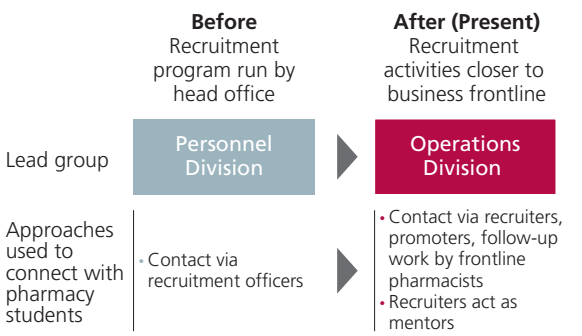 Before
Recruitment
program run by
head office
After (Present)
Recruitment
activities closer to
business frontline
Lead group
Personnel
Division
Operations
Division
Approaches
used to
connect with
pharmacy
students
• Contact via
recruitment officers
• Contact via recruiters,
promoters, follow-up
work by frontline
pharmacists
• Recruiters act as
mentors